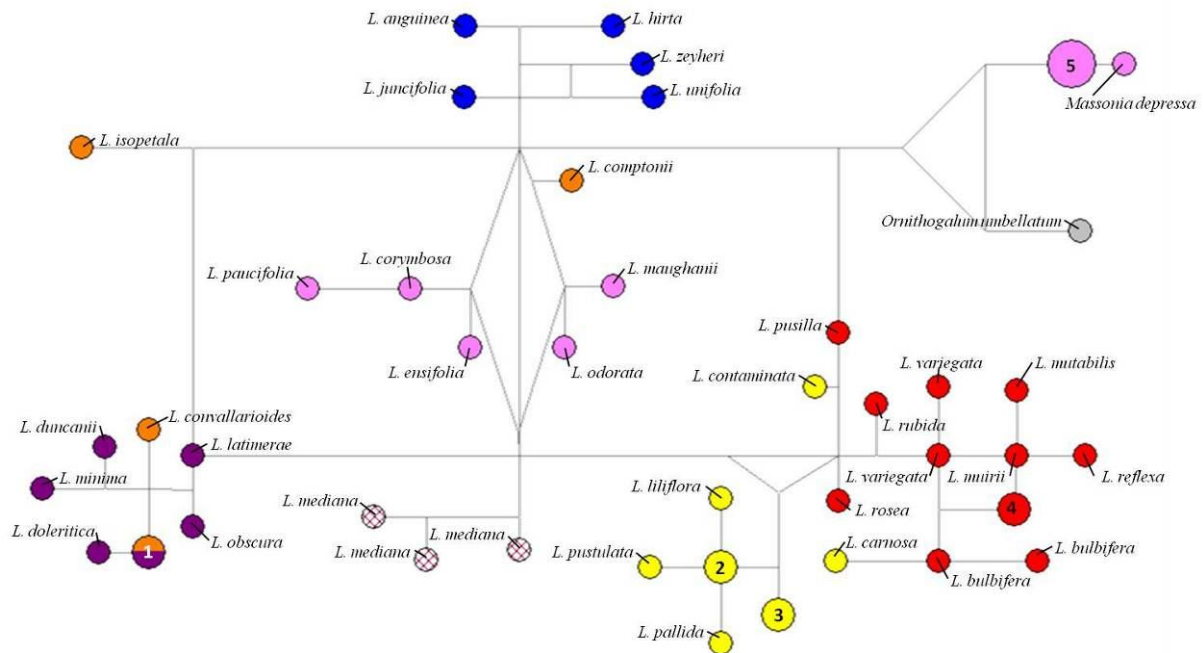 L. anguinea
L. hirta
L. zeyheri
L. juncifolia
L. unifolia
5
Massonia depressa
L. isopetala
L. comptonii
Ornithogalum umbellatum
L. paucifolia
L. corymbosa
L. maughanii
L. ensifolia
L. odorata
L. pusilla
L. contaminata
L. variegata
L. mutabilis
L. rubida
L. convallarioides
L. duncanii
L. latimerae
L. minima
L. variegata
L. muirii
L. reflexa
L. doleritica
1
L. obscura
L. mediana
L. mediana
L. mediana
L. liliflora
L. rosea
4
L. pustulata
2
L. carnosa
L. bulbifera
L. bulbifera
3
L. pallida